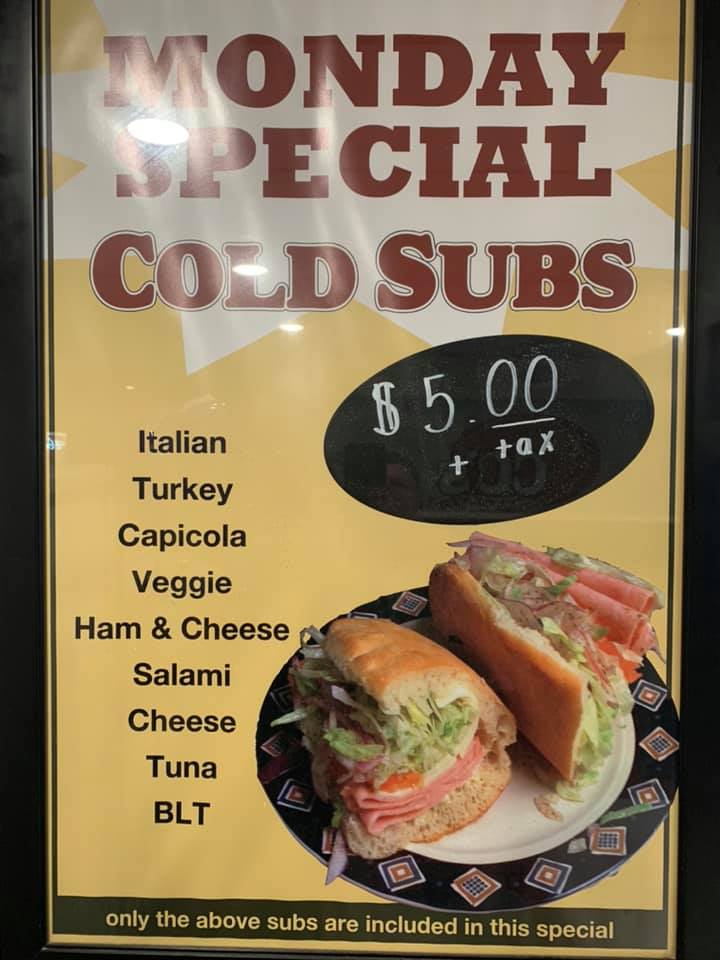 MONDAY
SPECIAL
COLD SUBS
$5.00
+ tax
Italian
Turkey
Capicola
Veggie
Ham & Cheese
Salami
Cheese
Tuna
BLT
only the above subs are included in this special